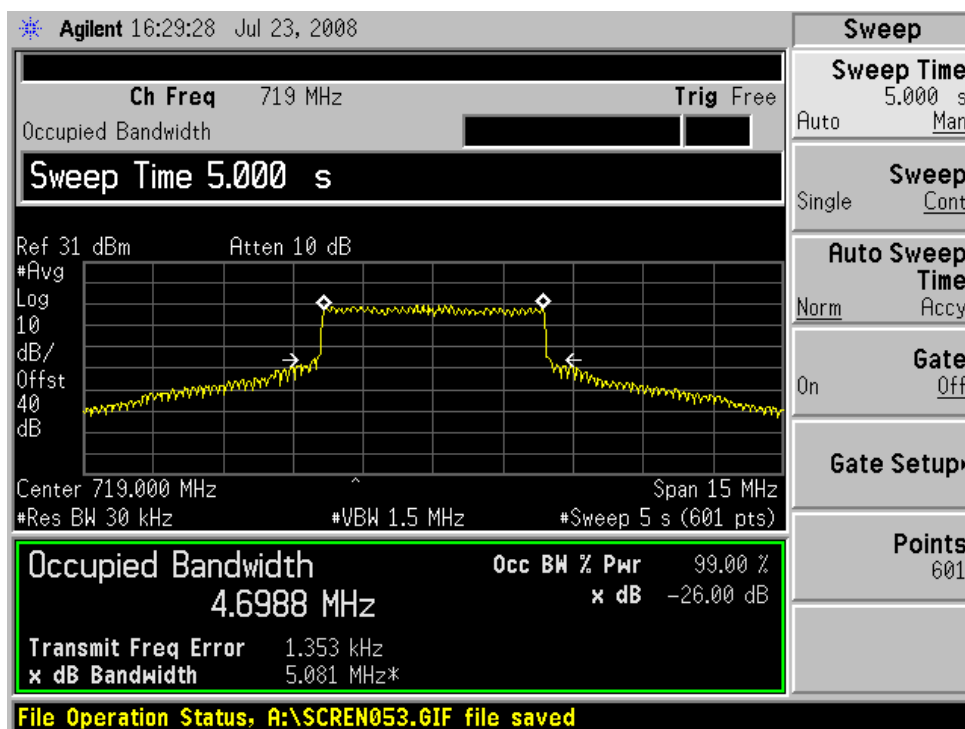 Agilent 16:29:28 Jul 23, 2008
Sweep
Ch Freq 719 MHz Trig Free
Occupied Bandwidth
Sweep Time 5.000 s
Ref 31 dBm Atten 10 dB
#Avg
Log
10
dB/
Offst
40
dB
Center 719.000 MHz Span 15 MHz
#Res BW 30 kHz #VBW 1.5 MHz #Sweep 5 s (601 pts)
Occupied Bandwidth
4.6988 MHz
Occ BW % Pwr 99.00 %
x dB -26.00 dB
Transmit Freq Error 1.353 kHz
x dB Bandwidth 5.081 MHz*
File Operation Status, A:\SCREN053.GIF file saved
Sweep Time
5.000 s
Auto Man
Sweep
Single Cont
Auto Sweep
Time
Norm Accy
Gate
On Off
Gate Setup
Points
601